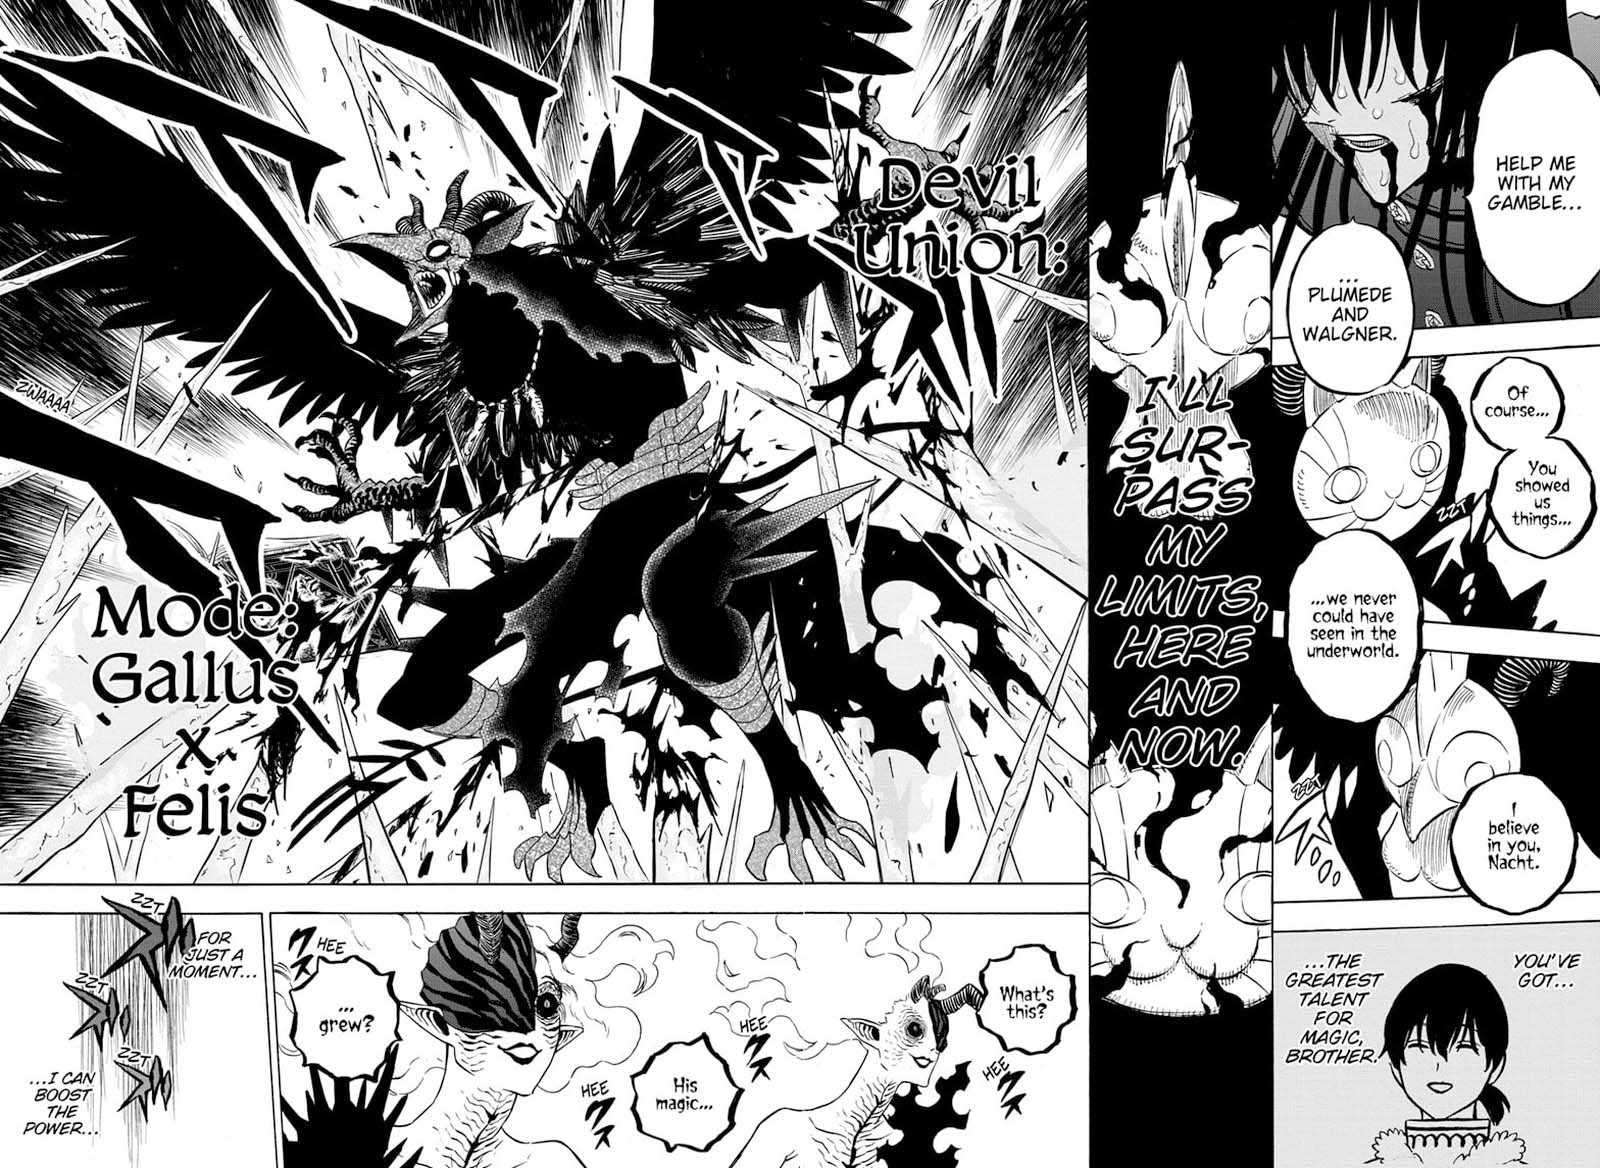 HELP ME
WITH MY
GAMBLE...
...
PLUMEDE
AND
WALGNER.
Of
course...
You
showed
us
things...
ZZT
...we never
could have
seen in the
underworld.
ZZT
I
believe
in you,
Nacht.
YOU'VE
GOT...
...THE
GREATEST
TALENT
FOR
MAGIC,
BROTHER.
I'LL
SUR-
PASS
MY
LIMITS,
HERE
AND
NOW.
Devil
Union:
ZWAAAA
Mode:
Gallus
x
Felis
What's
this?
HEE
HEE
HEE
His
magic...
HEE
HEE
...
grew?
ZZT
FOR
JUST A
MOMENT...
ZZT
ZZT
...I CAN
BOOST
THE
POWER...